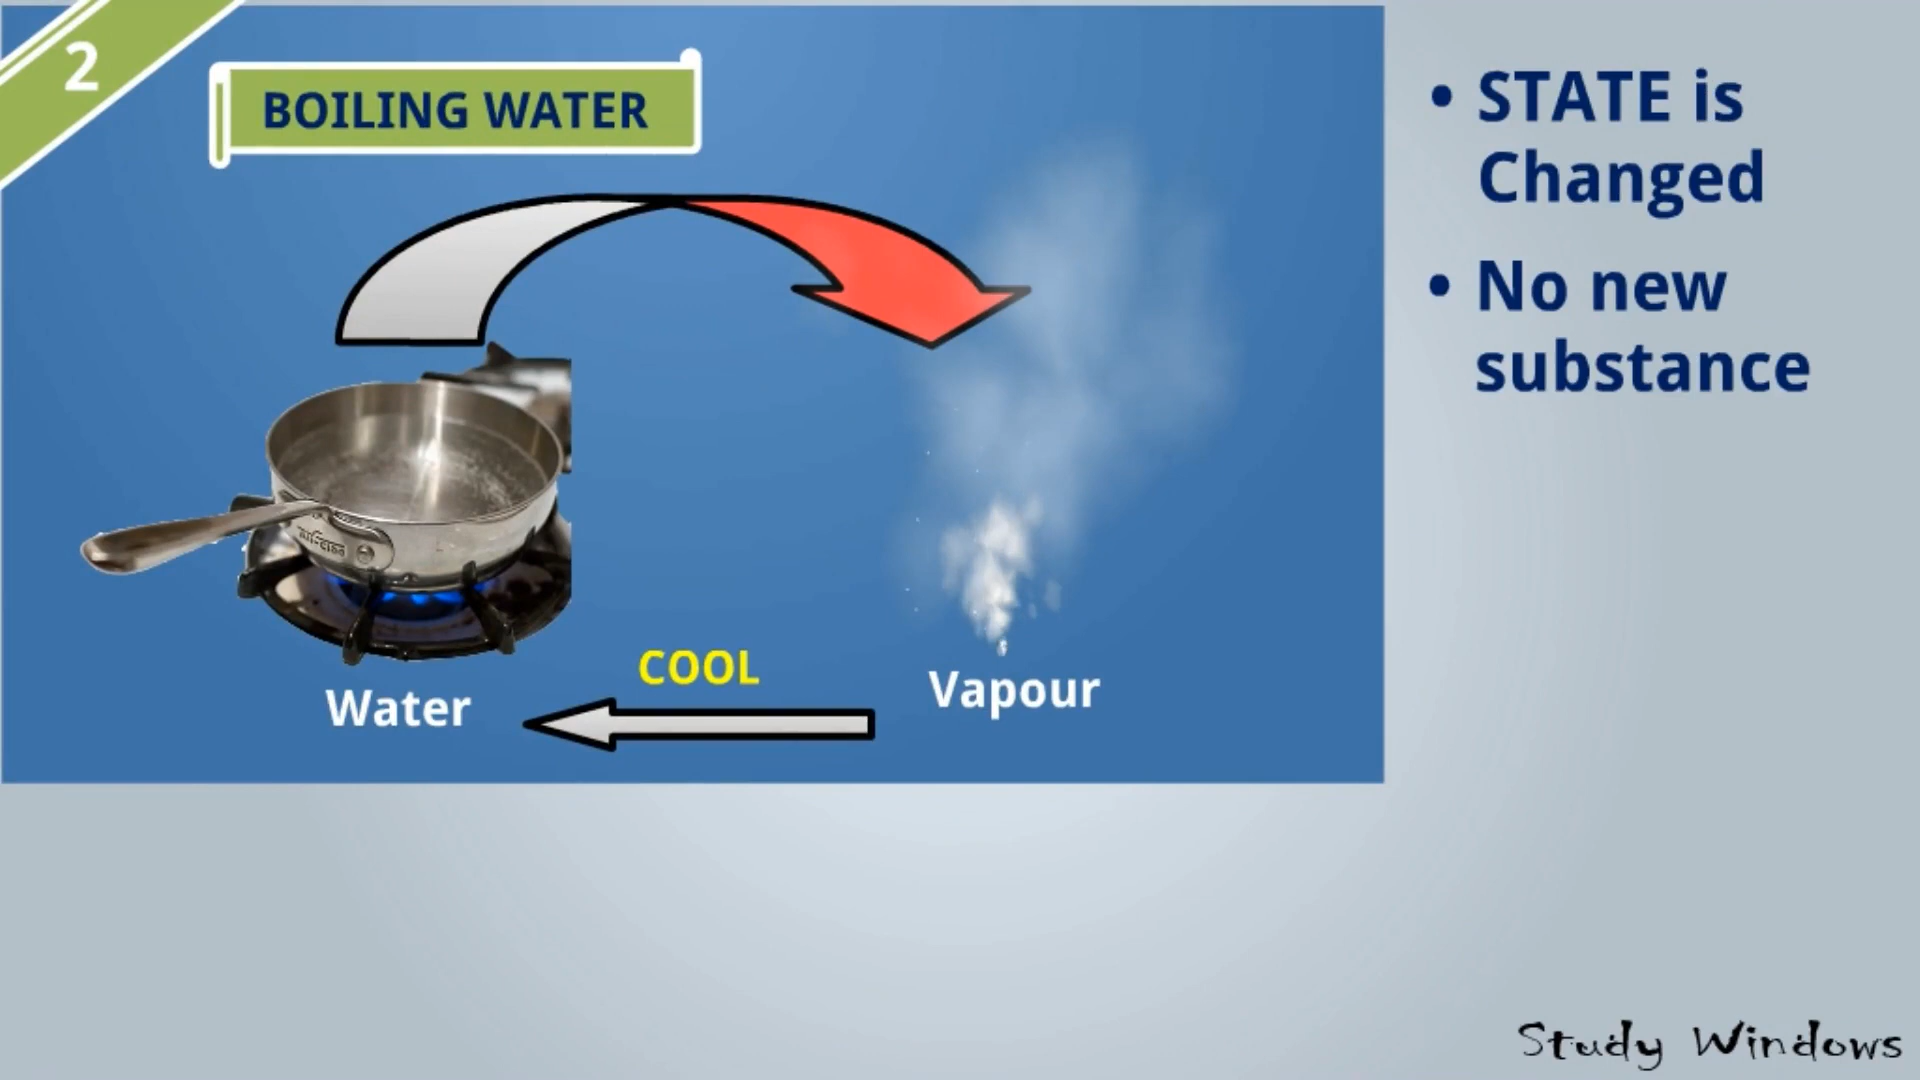 2
BOILING WATER
• STATE is
Changed
• No new
substance
COOL
Water
Vapour
Study Windows